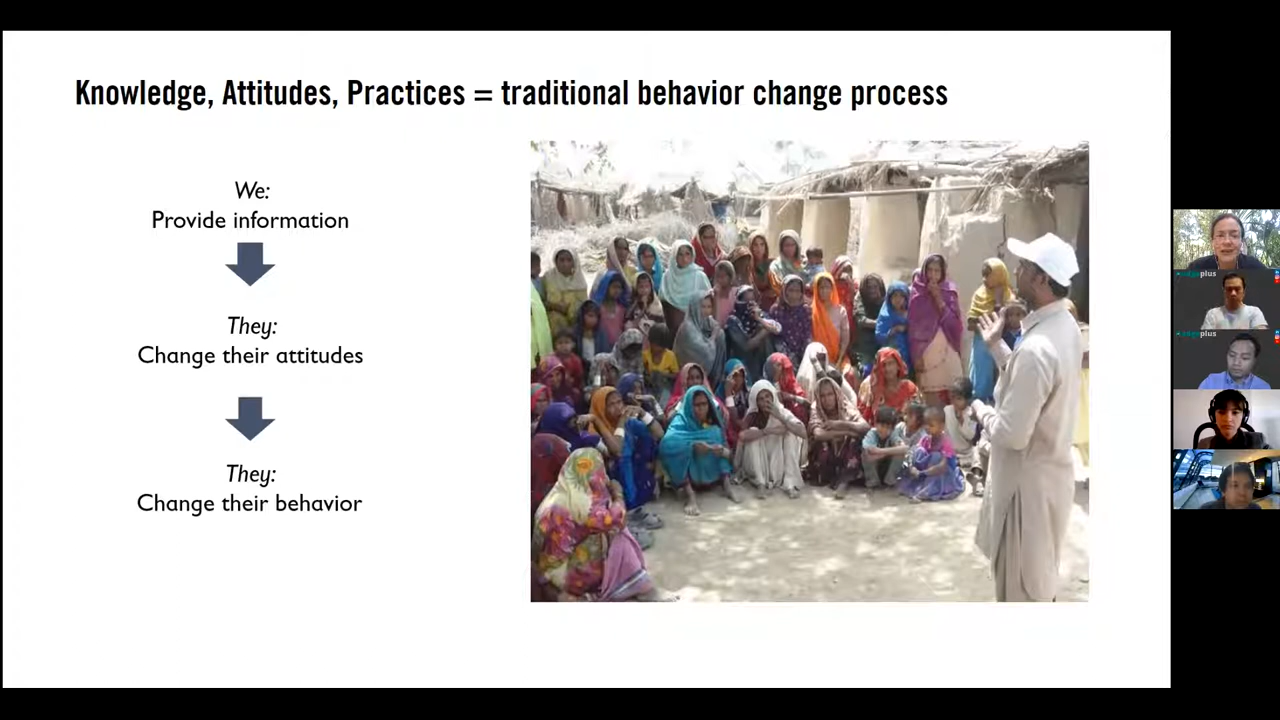 Knowledge, Attitudes, Practices = traditional behavior change process
We:
Provide information
They:
Change their attitudes
They:
Change their behavior